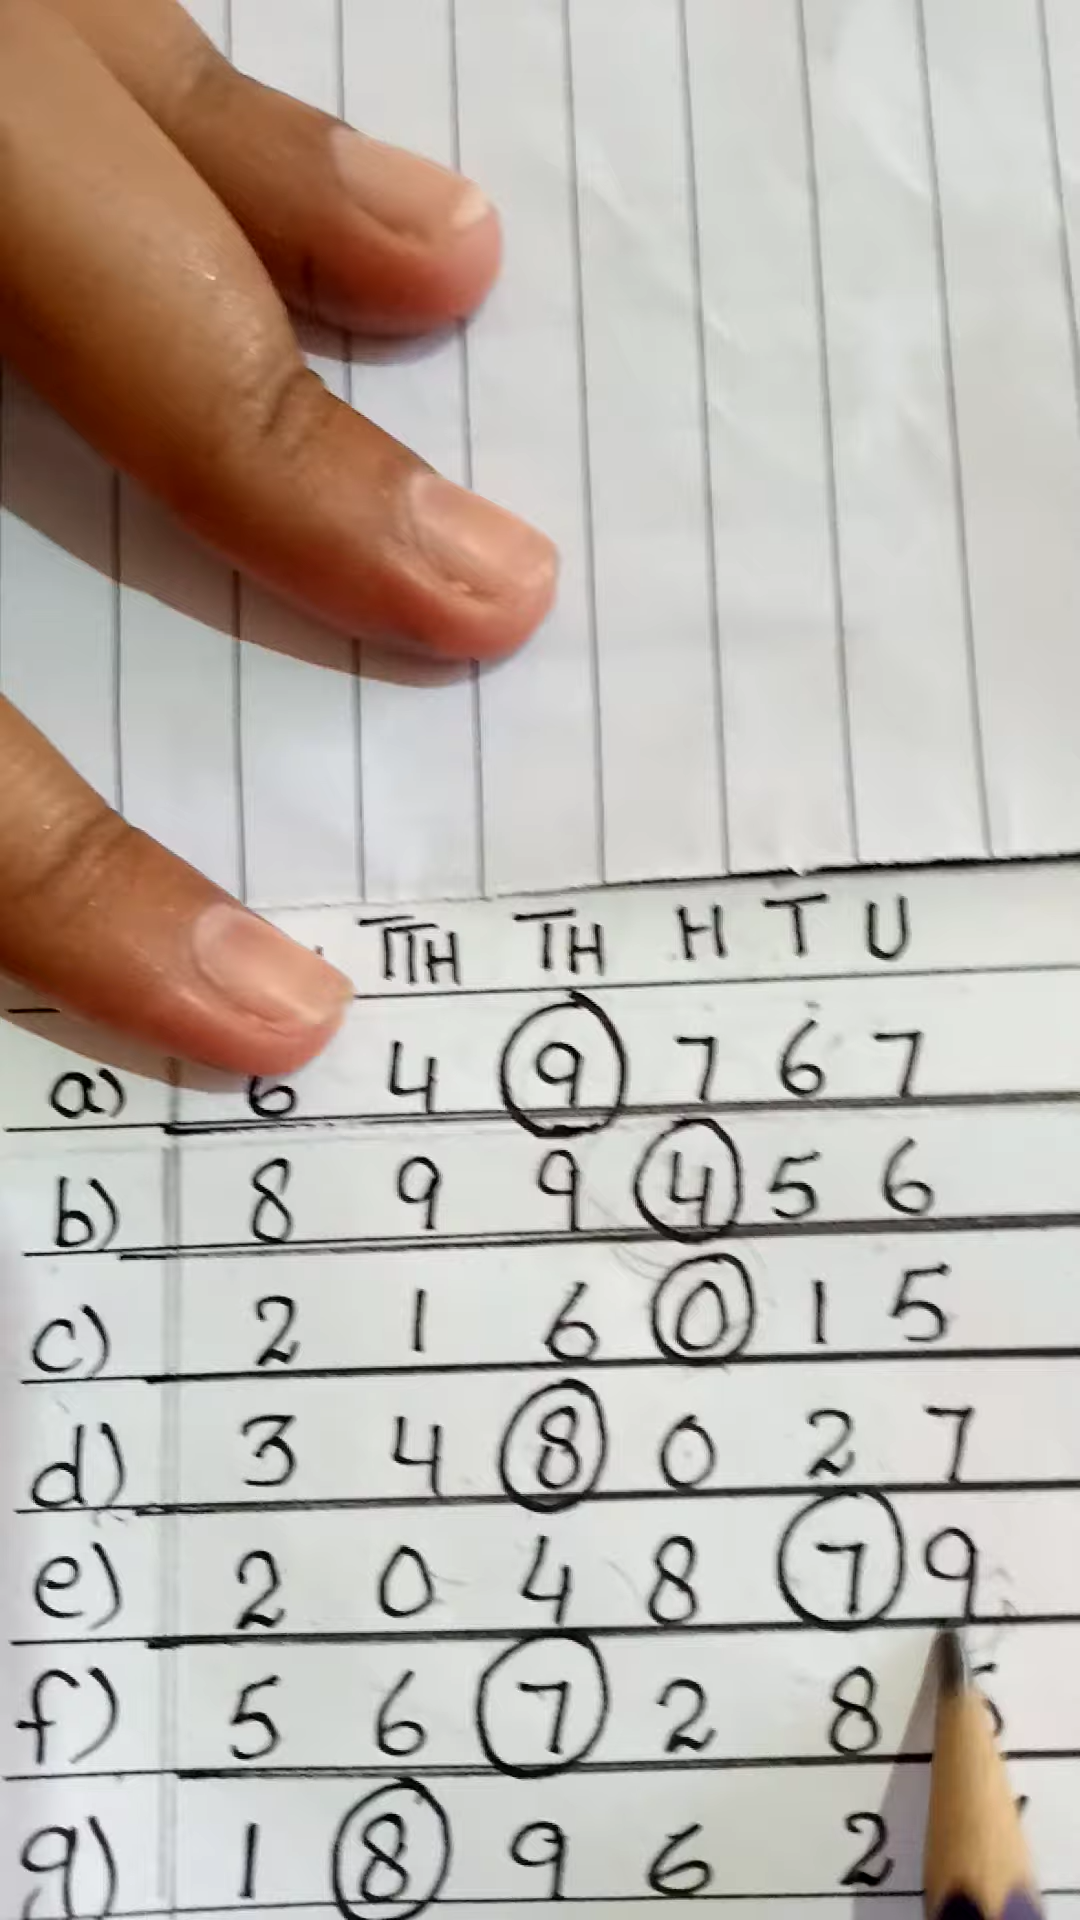 TTH TH H T U
a) 6 4 9 7 6 7
b) 8 9 9 4 5 6
c) 2 1 6 0 1 5
d) 3 4 8 0 2 7
e) 2 0 4 8 7 9
f) 5 6 7 2 8
g) 1 8 9 6 2